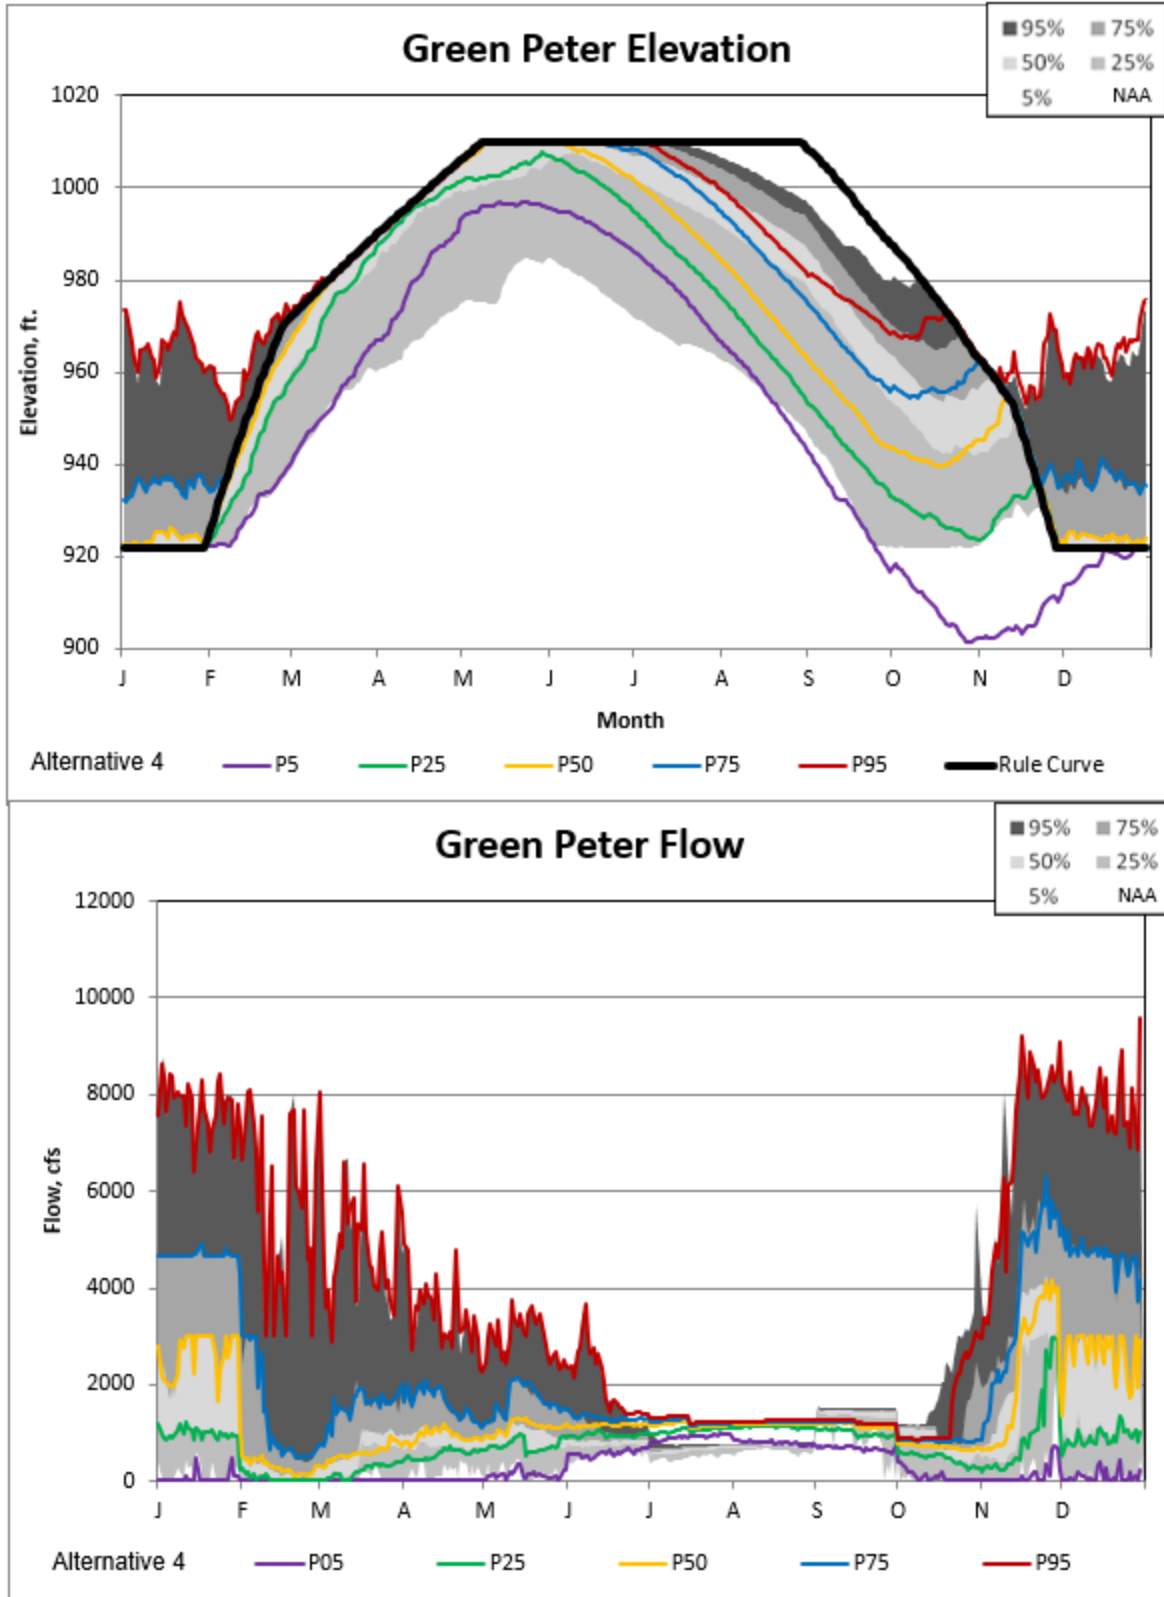 Green Peter Elevation
95% 75%
50% 25%
5% NAA
1020
1000
980
960
940
920
900
Elevation, ft.
J F M A M J J A S O N D
Month
Alternative 4 P5 P25 P50 P75 P95 Rule Curve
Green Peter Flow
95% 75%
50% 25%
5% NAA
12000
10000
8000
6000
4000
2000
0
Flow, cfs
J F M A M J J A S O N D
Alternative 4 P05 P25 P50 P75 P95